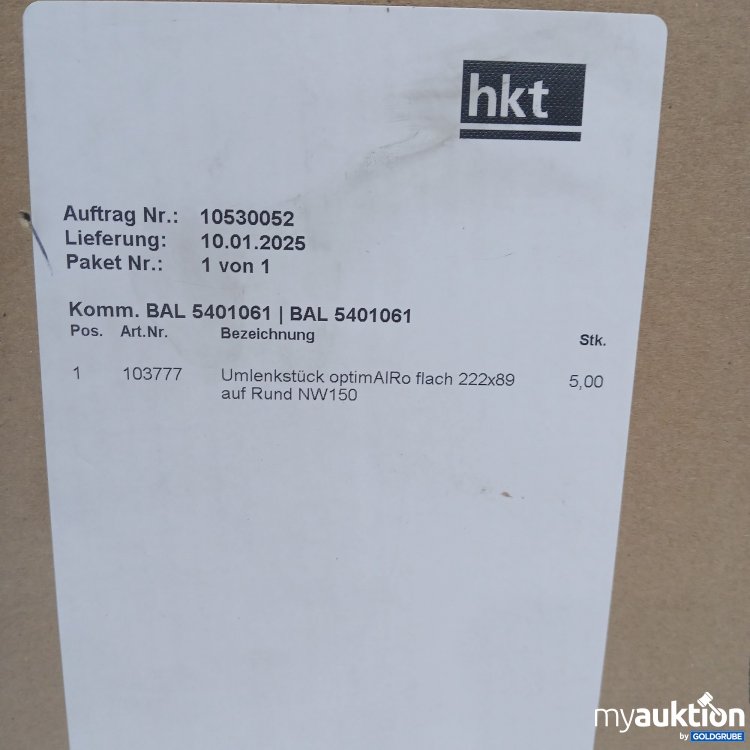 hkt
Auftrag Nr.: 10530052
Lieferung: 10.01.2025
Paket Nr.: 1 von 1
Komm. BAL 5401061 | BAL 5401061
Pos. Art.Nr. Bezeichnung Stk.
1 103777 Umlenkstück optimAIRo flach 222x89 5,00
auf Rund NW150
myauktion
by GOLDGRUBE